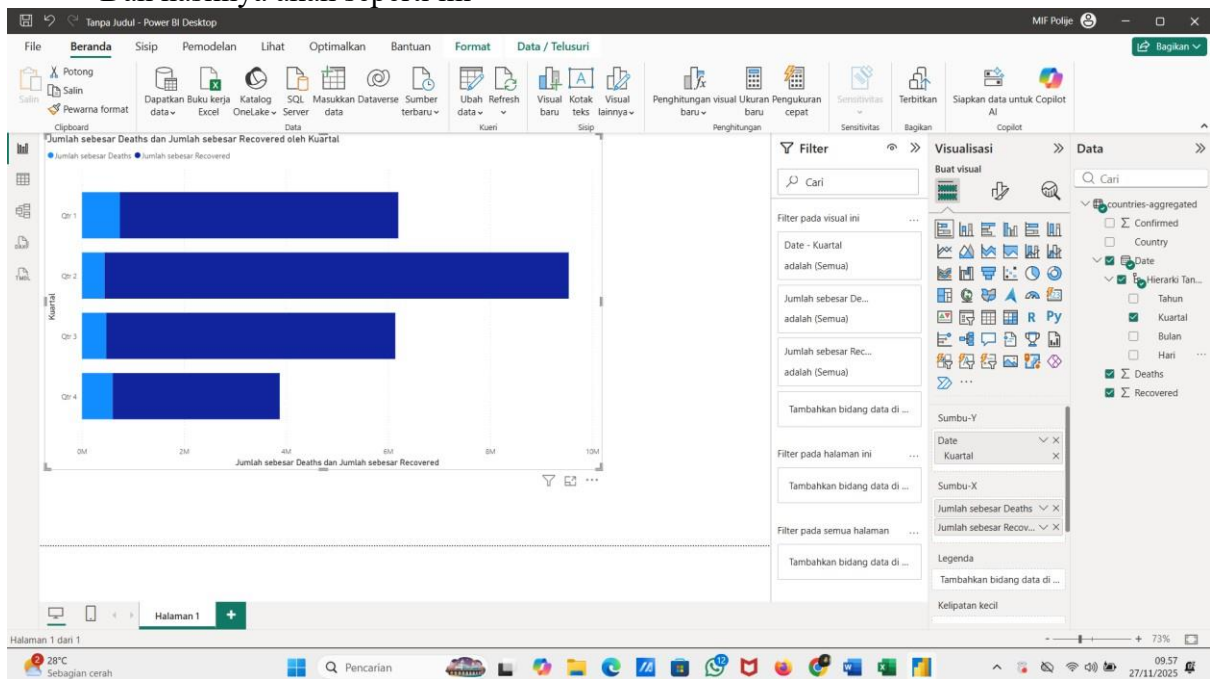 Tanpa Judul - Power BI Desktop
MIF Polije
File Beranda Sisip Pemodelan Lihat Optimalkan Bantuan Format Data / Telusuri
Bagikan
Salin
Potong
Salin
Pewarna format
Dapatkan data
Buku kerja Excel
Katalog OneLake
SQL Server
Masukkan data
Dataverse
Sumber terbaru
Ubah data
Refresh
Visual baru
Kotak teks
Visual lainnya
Penghitungan visual baru
Ukuran baru
Pengukuran cepat
Sensitivitas
Terbitkan
Siapkan data untuk AI
Copilot
Clipboard
Data
Kueri
Sisip
Penghitungan
Sensitivitas
Bagikan
Copilot
Jumlah sebesar Deaths dan Jumlah sebesar Recovered oleh Kuartal
Jumlah sebesar Deaths Jumlah sebesar Recovered
Kuartal
Qtr 1
Qtr 2
Qtr 3
Qtr 4
0M 2M 4M 6M 8M 10M
Jumlah sebesar Deaths dan Jumlah sebesar Recovered
Filter
Cari
Filter pada visual ini ...
Date - Kuartal
adalah (Semua)
Jumlah sebesar De...
adalah (Semua)
Jumlah sebesar Rec...
adalah (Semua)
Tambahkan bidang data di ...
Filter pada halaman ini ...
Tambahkan bidang data di ...
Filter pada semua halaman ...
Tambahkan bidang data di ...
Visualisasi
Buat visual
R Py
...
Sumbu-Y
Date
Kuartal
Sumbu-X
Jumlah sebesar Deaths
Jumlah sebesar Recov...
Legenda
Tambahkan bidang data di ...
Kelipatan kecil
Data
Cari
countries-aggregated
Confirmed
Country
Date
Hierarki Tan...
Tahun
Kuartal
Bulan
Hari ...
Deaths
Recovered
Halaman 1
Halaman 1 dari 1
73%
2
28°C
Sebagian cerah
Pencarian
09.57
27/11/2025